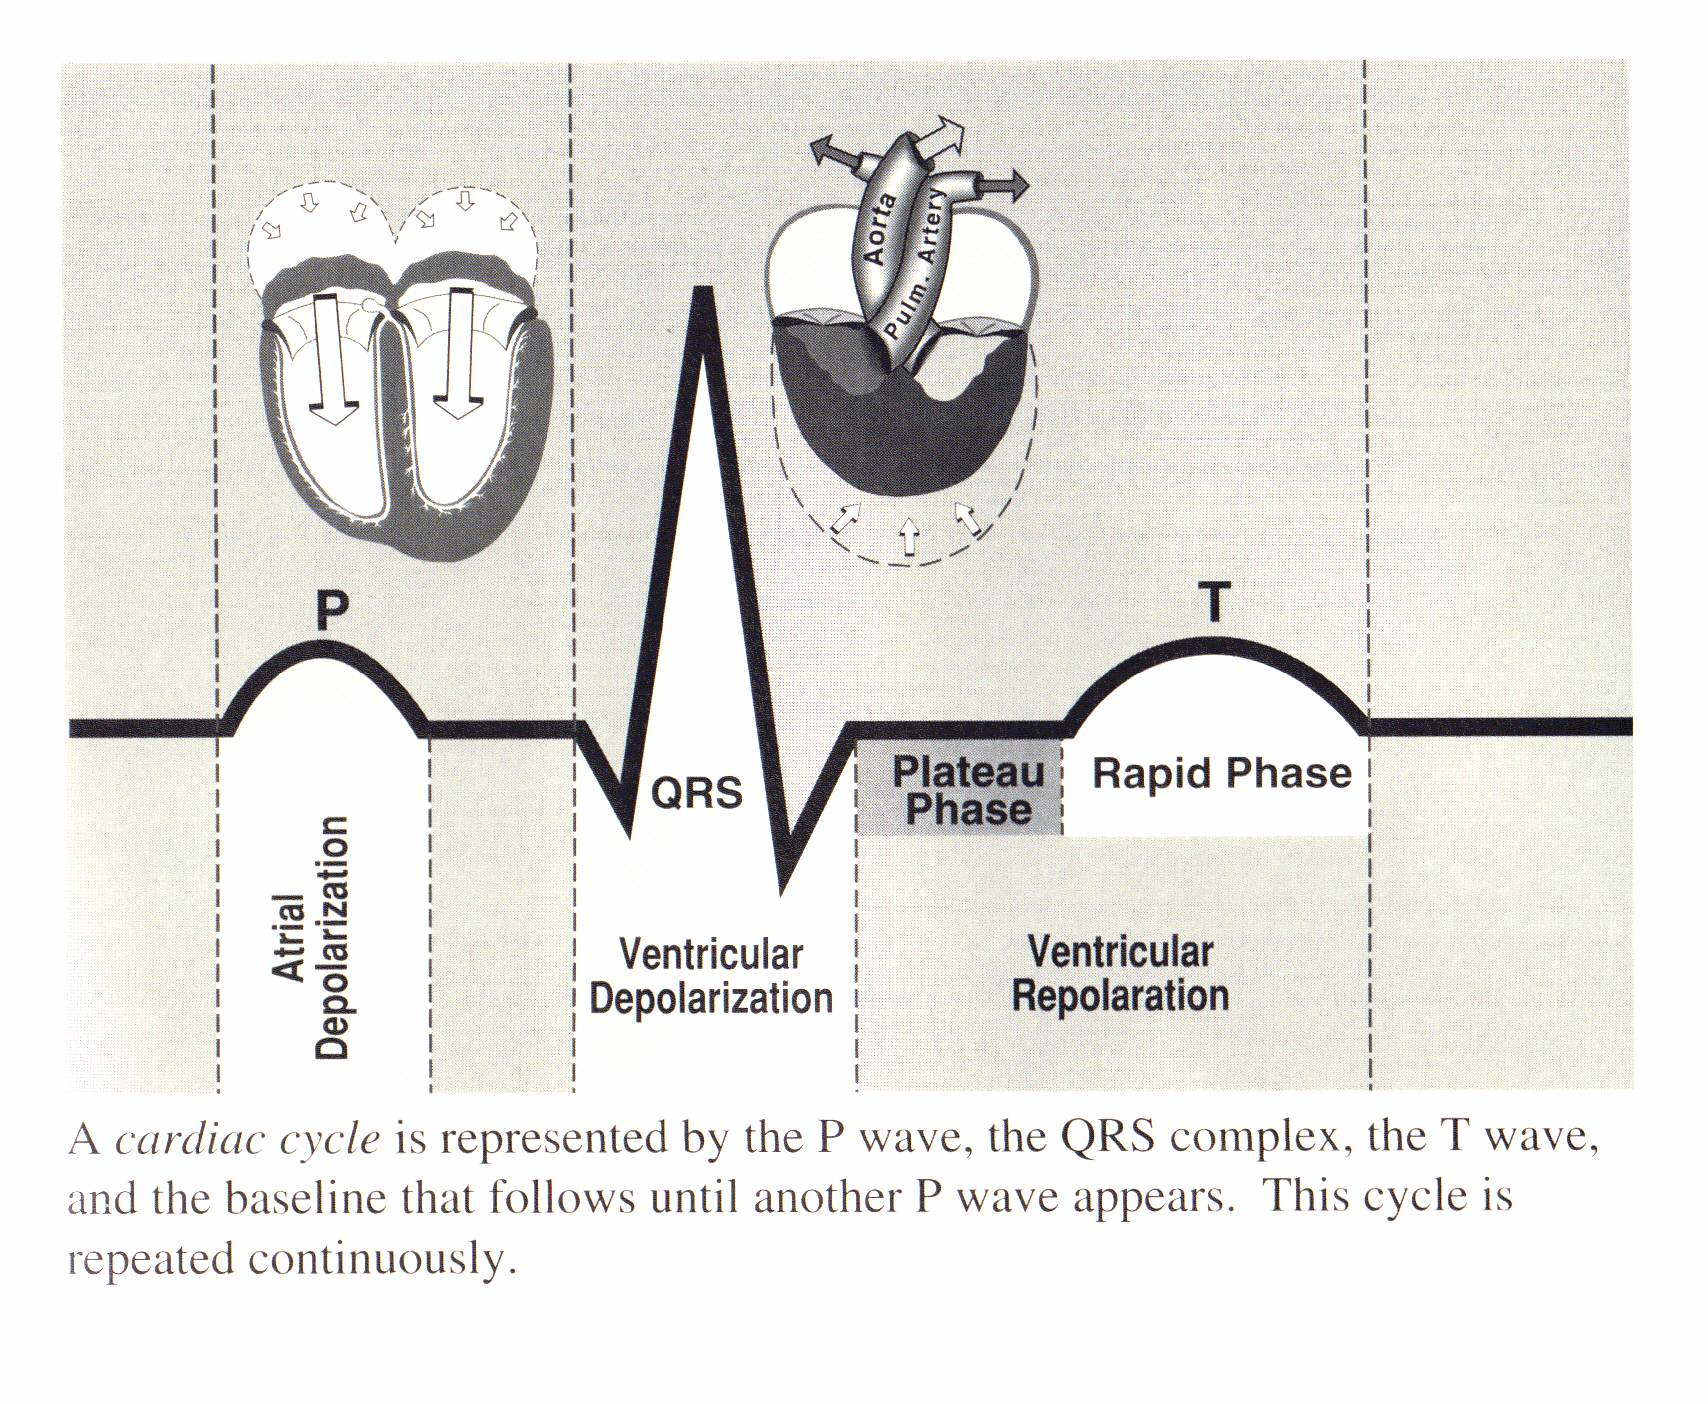 Aorta
Pulm. Artery
P
T
QRS
Plateau
Phase
Rapid Phase
Atrial
Depolarization
Ventricular
Depolarization
Ventricular
Repolaration
A cardiac cycle is represented by the P wave, the QRS complex, the T wave,
and the baseline that follows until another P wave appears.  This cycle is
repeated continuously.